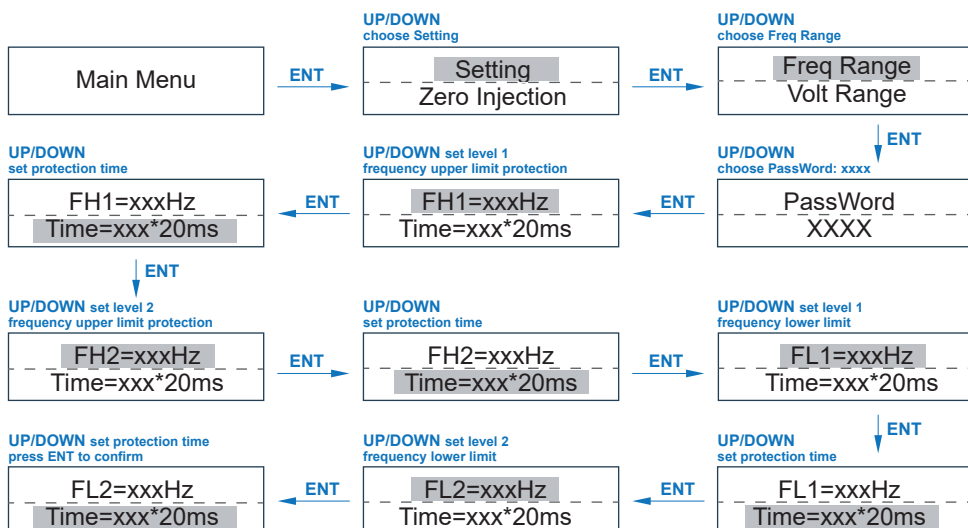 UP/DOWN
choose Setting
UP/DOWN
choose Freq Range
Main Menu
ENT
Setting
Zero Injection
ENT
Freq Range
Volt Range
ENT
UP/DOWN
choose PassWord: xxxx
PassWord
XXXX
ENT
UP/DOWN set level 1
frequency upper limit protection
FH1=xxxHz
Time=xxx*20ms
ENT
UP/DOWN
set protection time
FH1=xxxHz
Time=xxx*20ms
ENT
UP/DOWN set level 2
frequency upper limit protection
FH2=xxxHz
Time=xxx*20ms
ENT
UP/DOWN
set protection time
FH2=xxxHz
Time=xxx*20ms
ENT
UP/DOWN set level 1
frequency lower limit
FL1=xxxHz
Time=xxx*20ms
ENT
UP/DOWN
set protection time
FL1=xxxHz
Time=xxx*20ms
ENT
UP/DOWN set level 2
frequency lower limit
FL2=xxxHz
Time=xxx*20ms
ENT
UP/DOWN set protection time
press ENT to confirm
FL2=xxxHz
Time=xxx*20ms